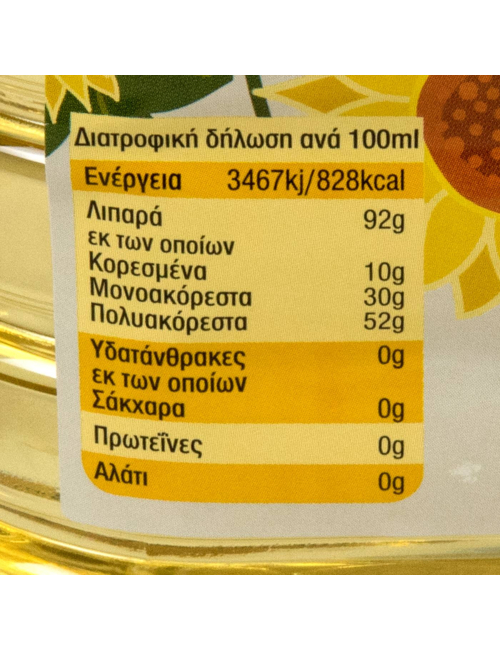 Διατροφική δήλωση ανά 100ml
Ενέργεια 3467kj/828kcal
Λιπαρά 92g
εκ των οποίων
Κορεσμένα 10g
Μονοακόρεστα 30g
Πολυακόρεστα 52g
Υδατάνθρακες 0g
εκ των οποίων
Σάκχαρα 0g
Πρωτεΐνες 0g
Αλάτι 0g